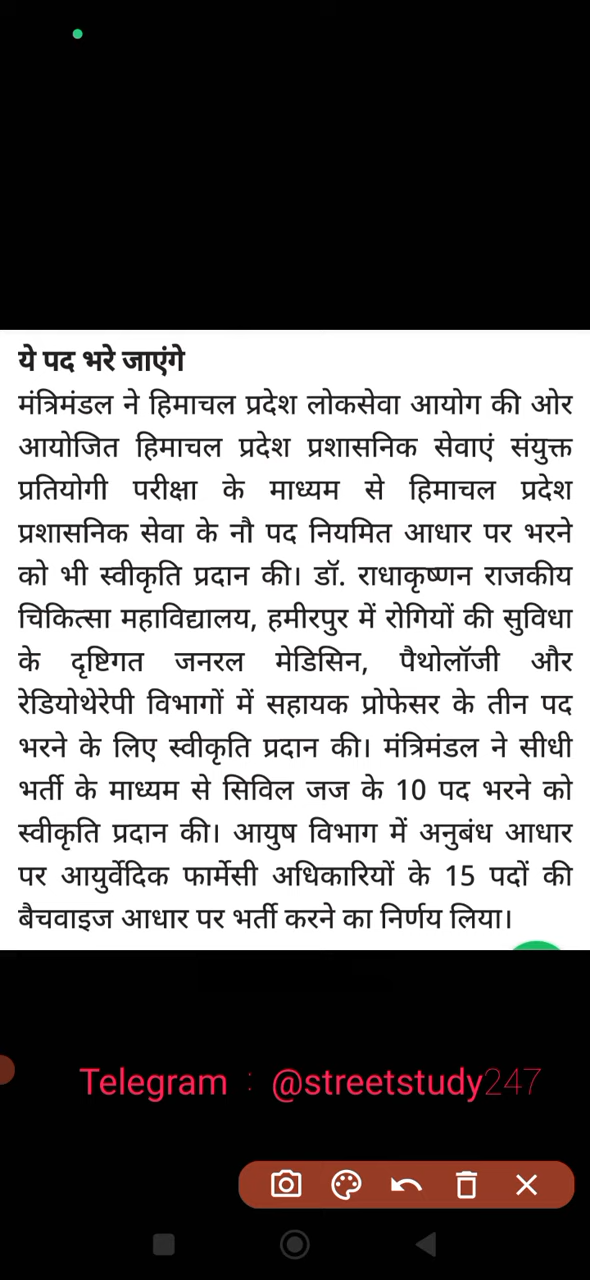 ये पद भरे जाएंगे
मंत्रिमंडल ने हिमाचल प्रदेश लोकसेवा आयोग की ओर
आयोजित हिमाचल प्रदेश प्रशासनिक सेवाएं संयुक्त
प्रतियोगी परीक्षा के माध्यम से हिमाचल प्रदेश
प्रशासनिक सेवा के नौ पद नियमित आधार पर भरने
को भी स्वीकृति प्रदान की। डॉ. राधाकृष्णन राजकीय
चिकित्सा महाविद्यालय, हमीरपुर में रोगियों की सुविधा
के दृष्टिगत जनरल मेडिसिन, पैथोलॉजी और
रेडियोथेरेपी विभागों में सहायक प्रोफेसर के तीन पद
भरने के लिए स्वीकृति प्रदान की। मंत्रिमंडल ने सीधी
भर्ती के माध्यम से सिविल जज के 10 पद भरने को
स्वीकृति प्रदान की। आयुष विभाग में अनुबंध आधार
पर आयुर्वेदिक फार्मेसी अधिकारियों के 15 पदों की
बैचवाइज आधार पर भर्ती करने का निर्णय लिया।
Telegram : @streetstudy247